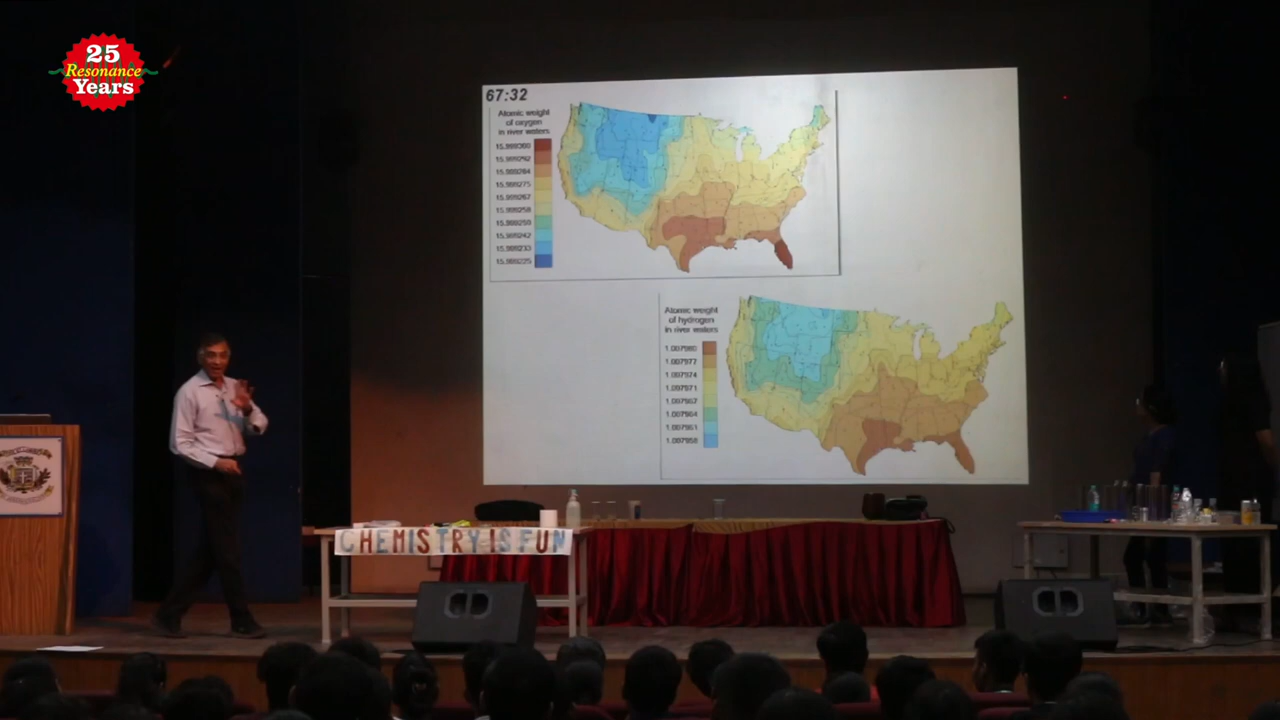 25
Resonance
Years
67:32
Atomic weight
of oxygen
in river waters
15.999300
15.999292
15.999284
15.999275
15.999267
15.999258
15.999250
15.999242
15.999233
15.999225
Atomic weight
of hydrogen
in river waters
1.007980
1.007977
1.007974
1.007971
1.007967
1.007964
1.007961
1.007958
CHEMISTRY IS FUN